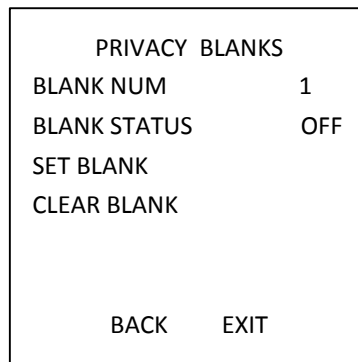 PRIVACY BLANKS
BLANK NUM 1
BLANK STATUS OFF
SET BLANK
CLEAR BLANK
BACK EXIT